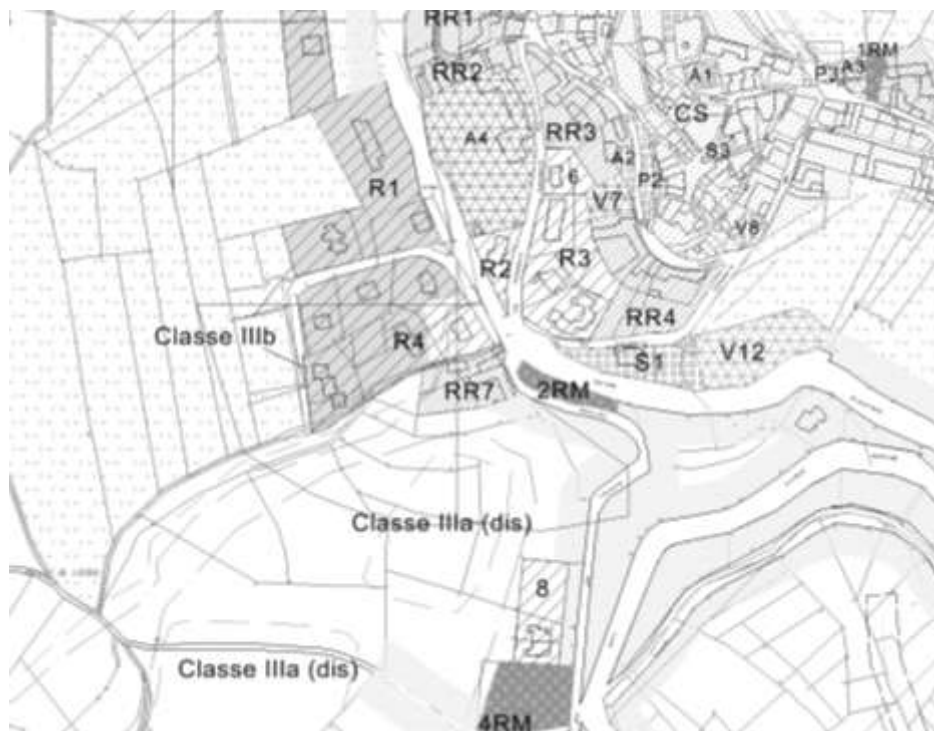 RR1
1RM
RR2
A1
P3
A3
CS
A4
RR3
A2
S3
6
P2
R1
V7
V8
R2
R3
RR4
Classe IIIb
R4
S1
V12
RR7
2RM
Classe IIIa (dis)
8
Classe IIIa (dis)
4RM